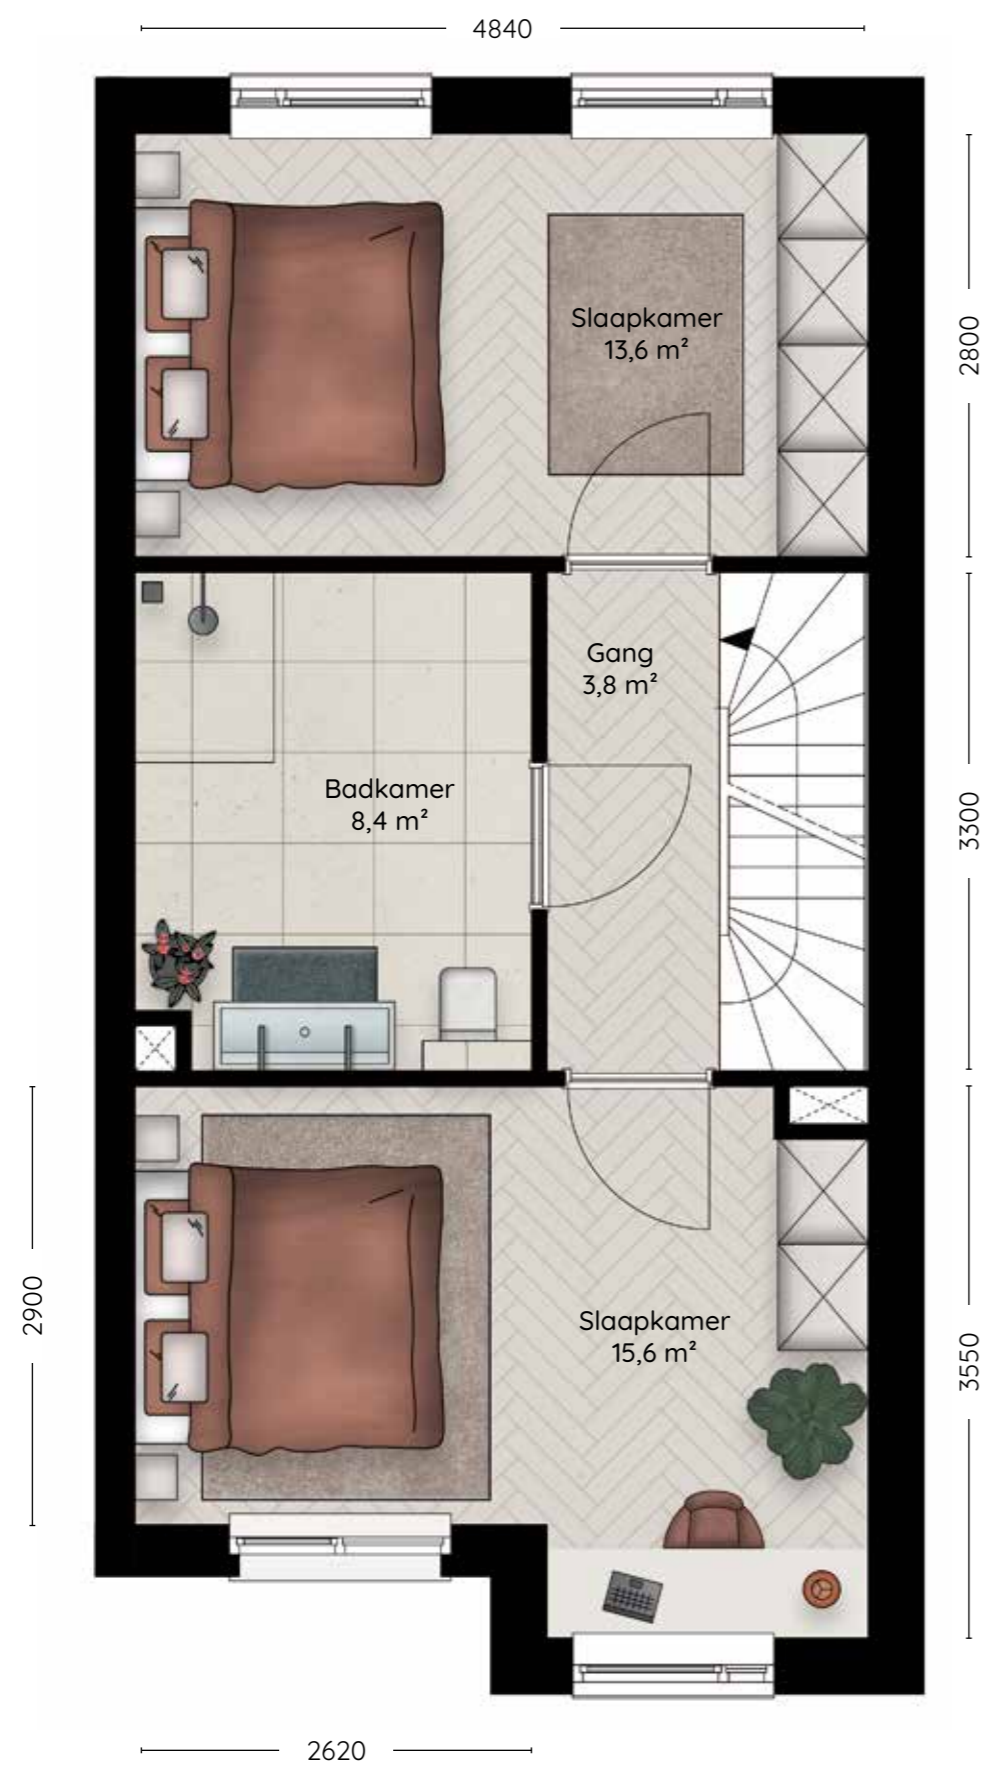 4840
Slaapkamer
13,6 m²
2800
Gang
3,8 m²
Badkamer
8,4 m²
3300
2900
Slaapkamer
15,6 m²
3550
2620